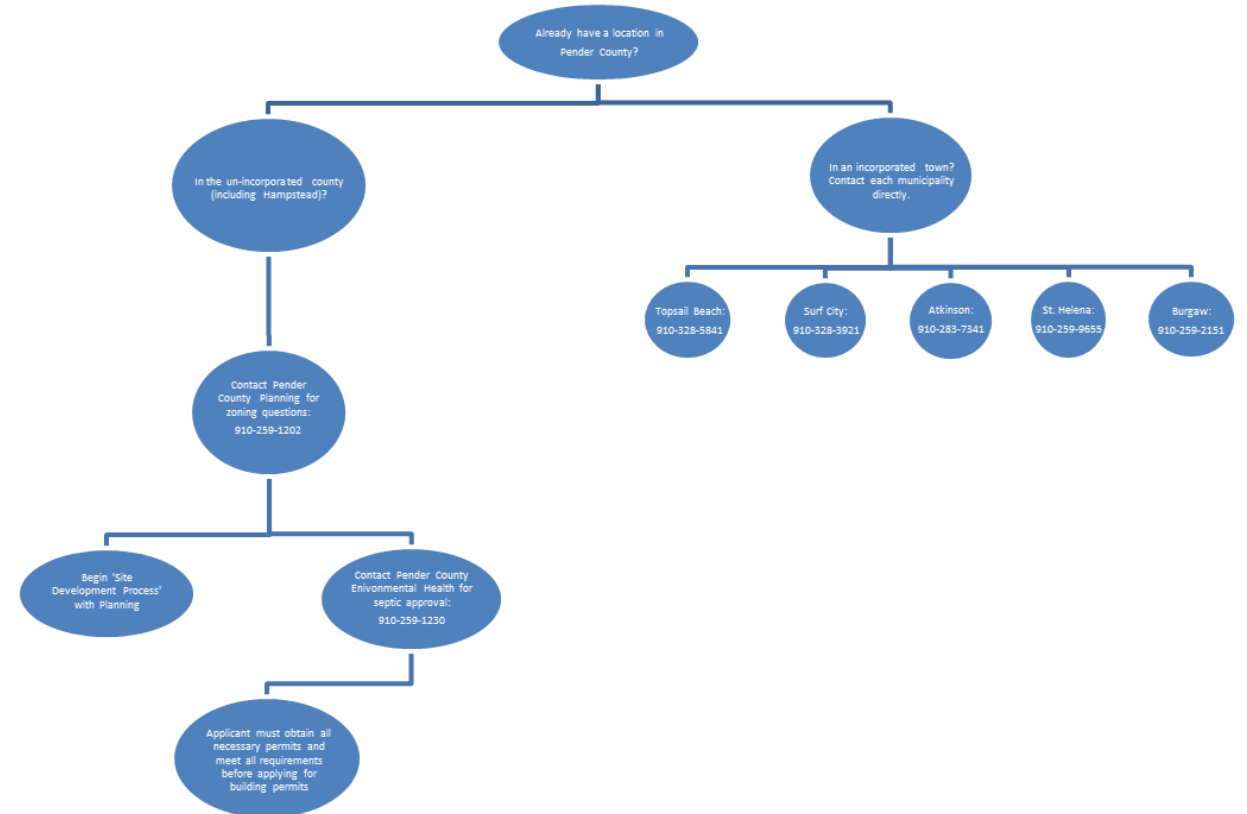 Already have a location in
Pender County?
In the un-incorporated county
(including Hampstead)?
In an incorporated town?
Contact each municipality
directly.
Topsail Beach:
910-328-5841
Surf City:
910-328-3921
Atkinson:
910-283-7341
St. Helena:
910-259-9655
Burgaw:
910-259-2151
Contact Pender
County Planning for
zoning questions:
910-259-1202
Begin 'Site
Development Process'
with Planning
Contact Pender County
Enivonmental Health for
septic approval:
910-259-1230
Applicant must obtain all
necessary permits and
meet all requirements
before applying for
building permits